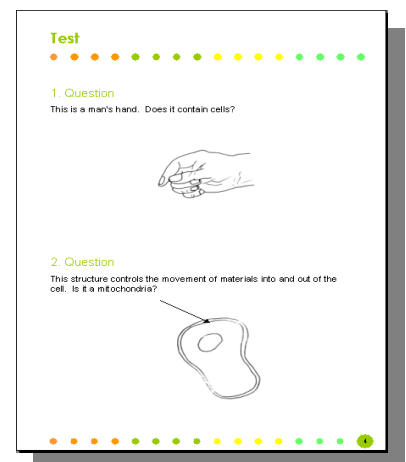 Test
1. Question
This is a man's hand. Does it contain cells?
2. Question
This structure controls the movement of materials into and out of the
cell. Is it a mitochondria?
4